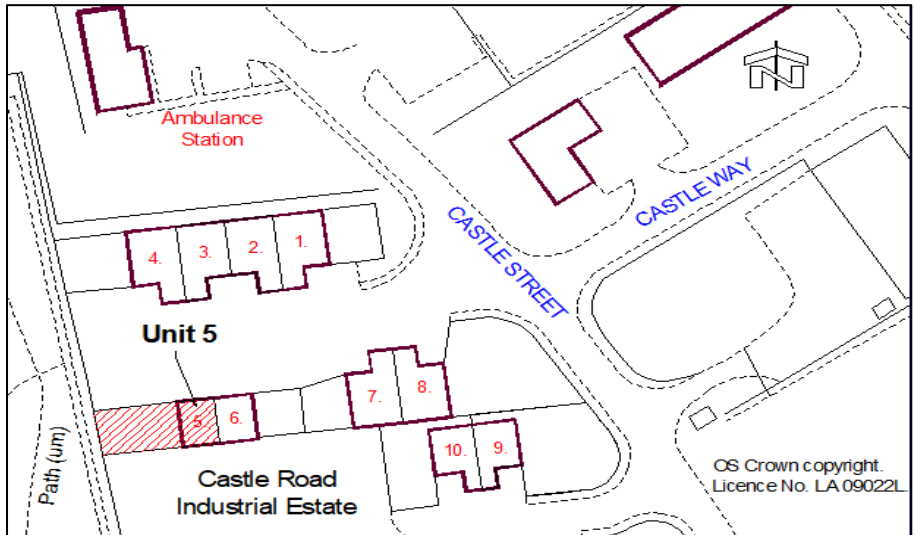 Ambulance
Station
N
CASTLE WAY
CASTLE STREET
4. 3. 2. 1.
Unit 5
5. 6.
7. 8.
10. 9.
Path (um)
Castle Road
Industrial Estate
OS Crown copyright.
Licence No. LA 09022L.